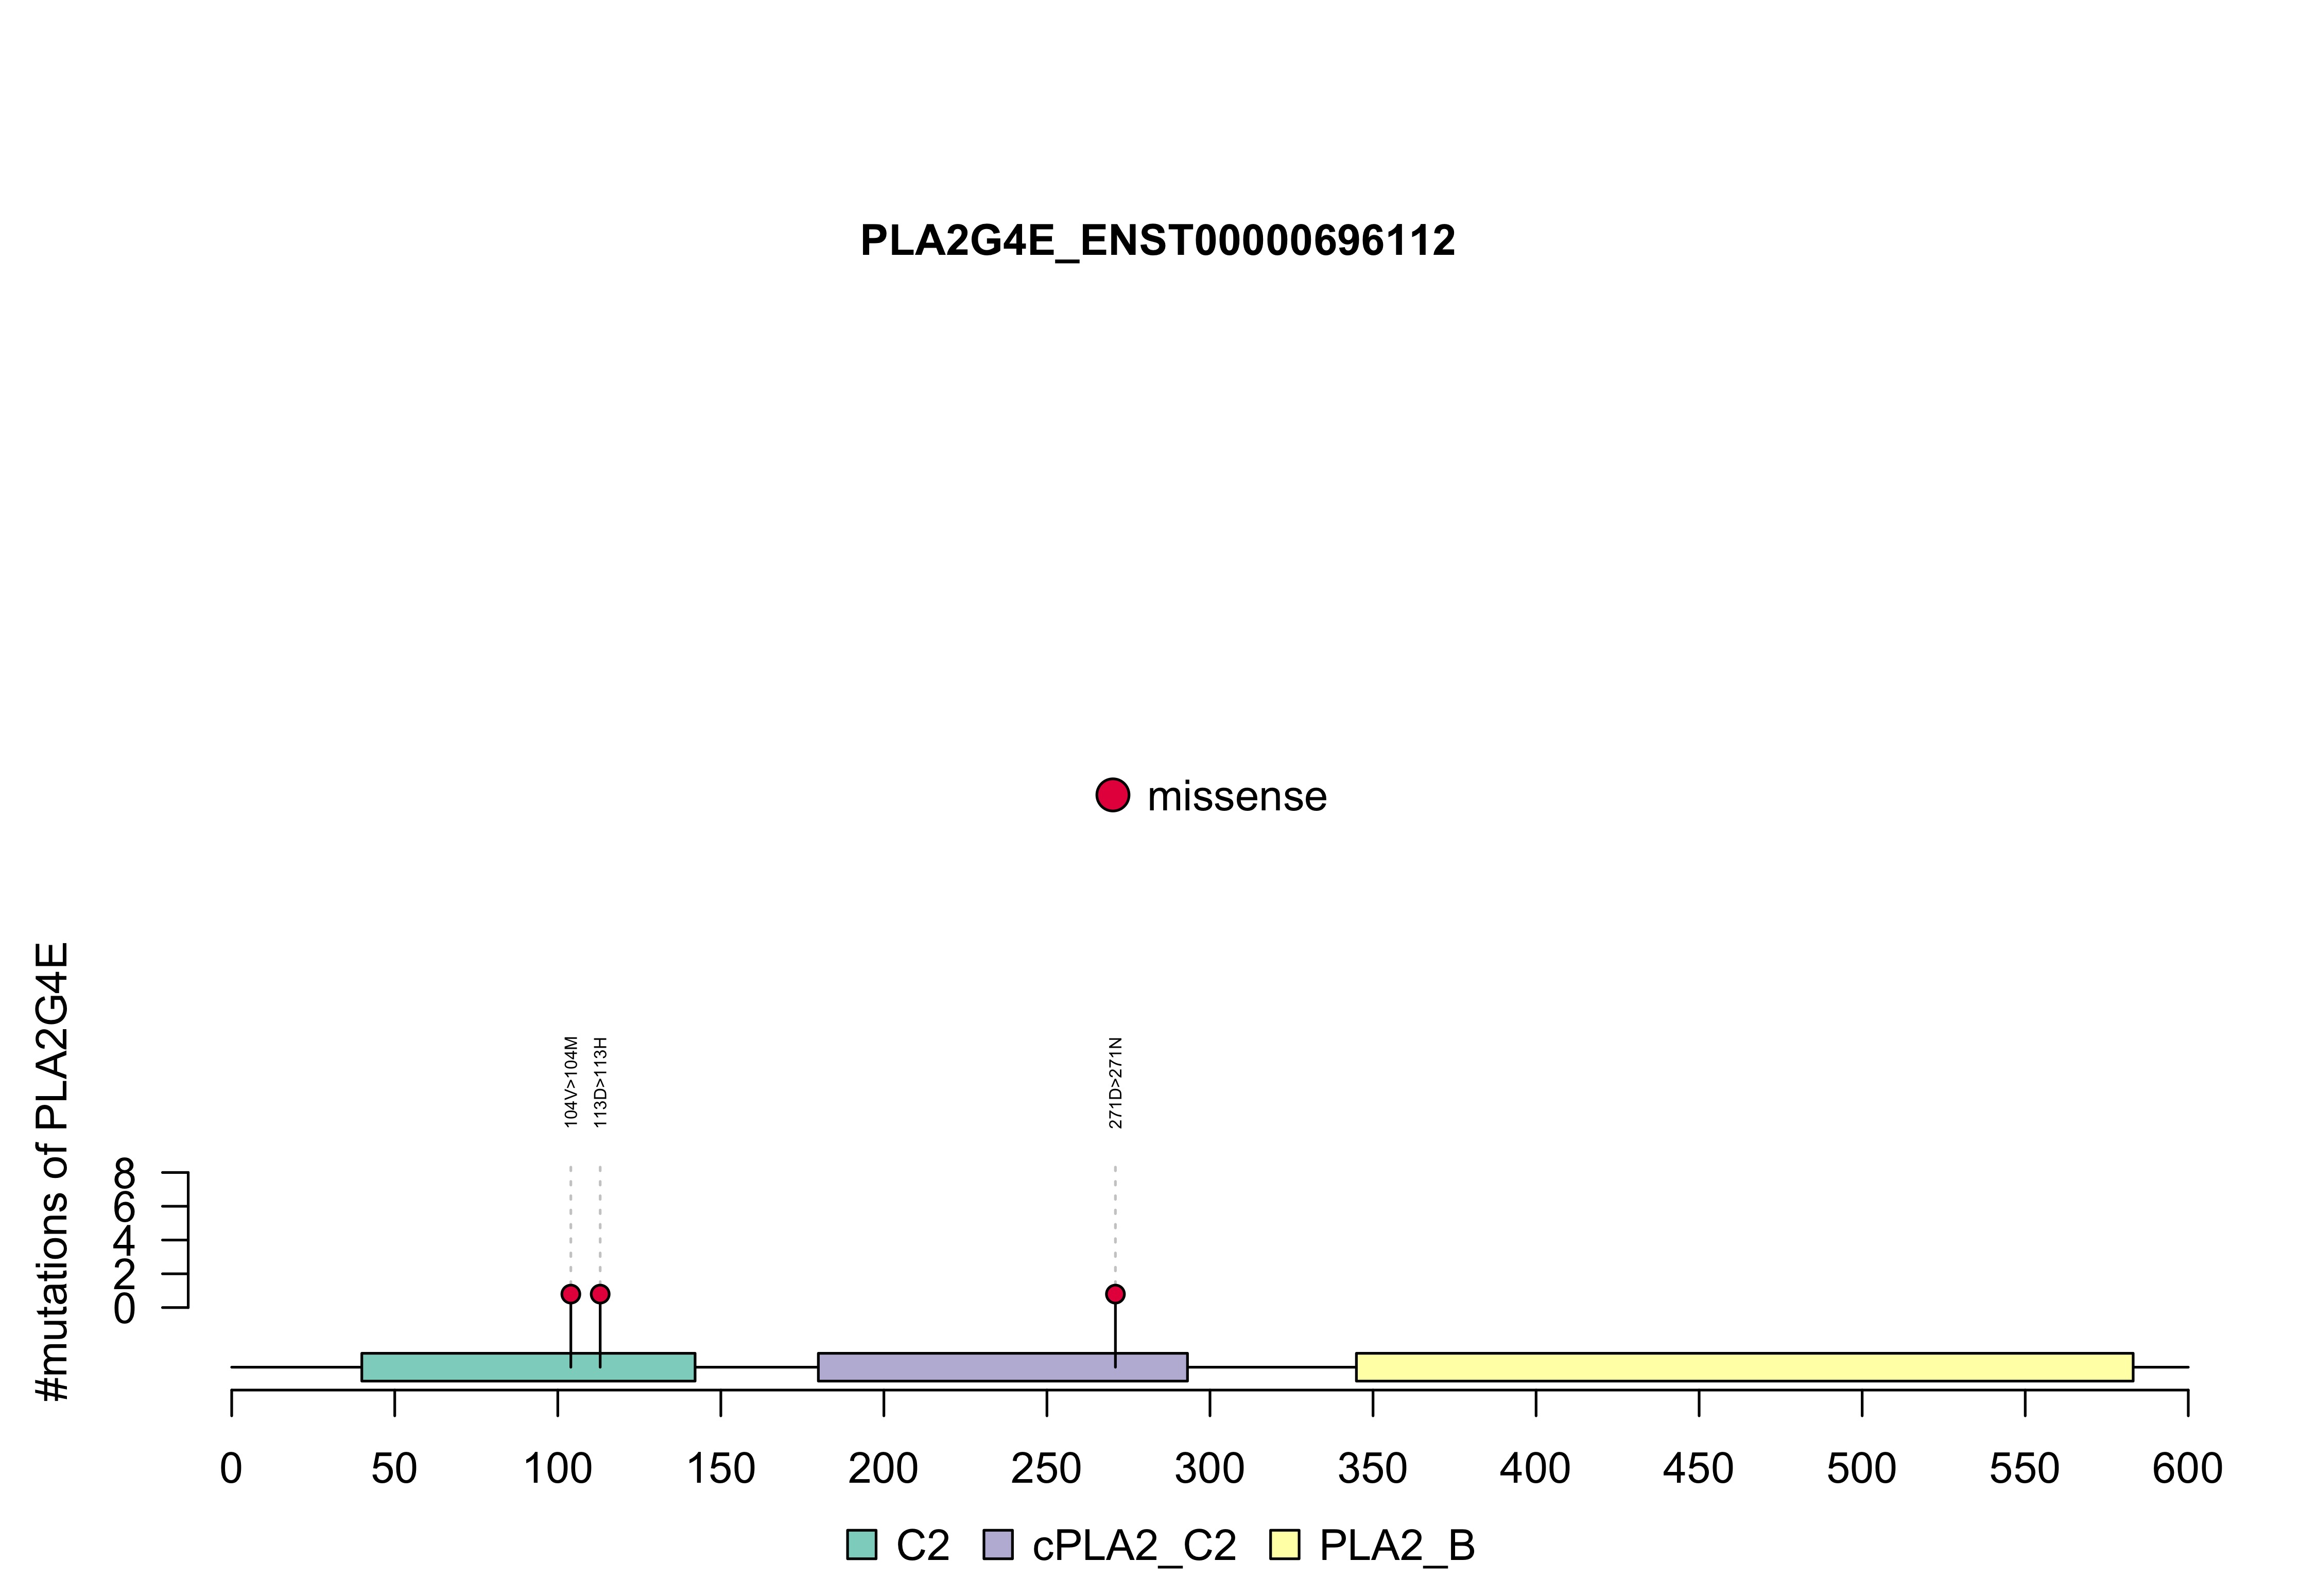 PLA2G4E_ENST00000696112
missense
#mutations of PLA2G4E
104V>104M
113D>113H
271D>271N
8
6
4
2
0
0 50 100 150 200 250 300 350 400 450 500 550 600
C2 cPLA2_C2 PLA2_B